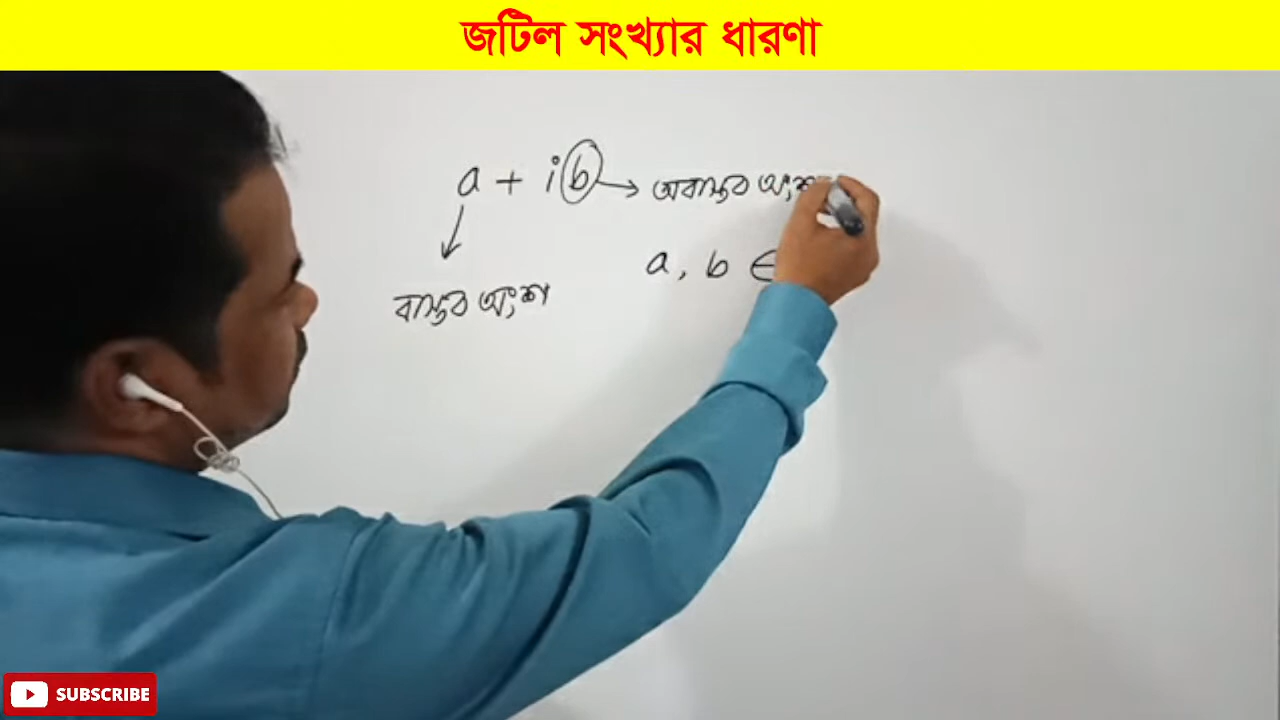 জটিল সংখ্যার ধারণা
a + ib → অবাস্তব অংশ
a, b ∈
বাস্তব অংশ
SUBSCRIBE